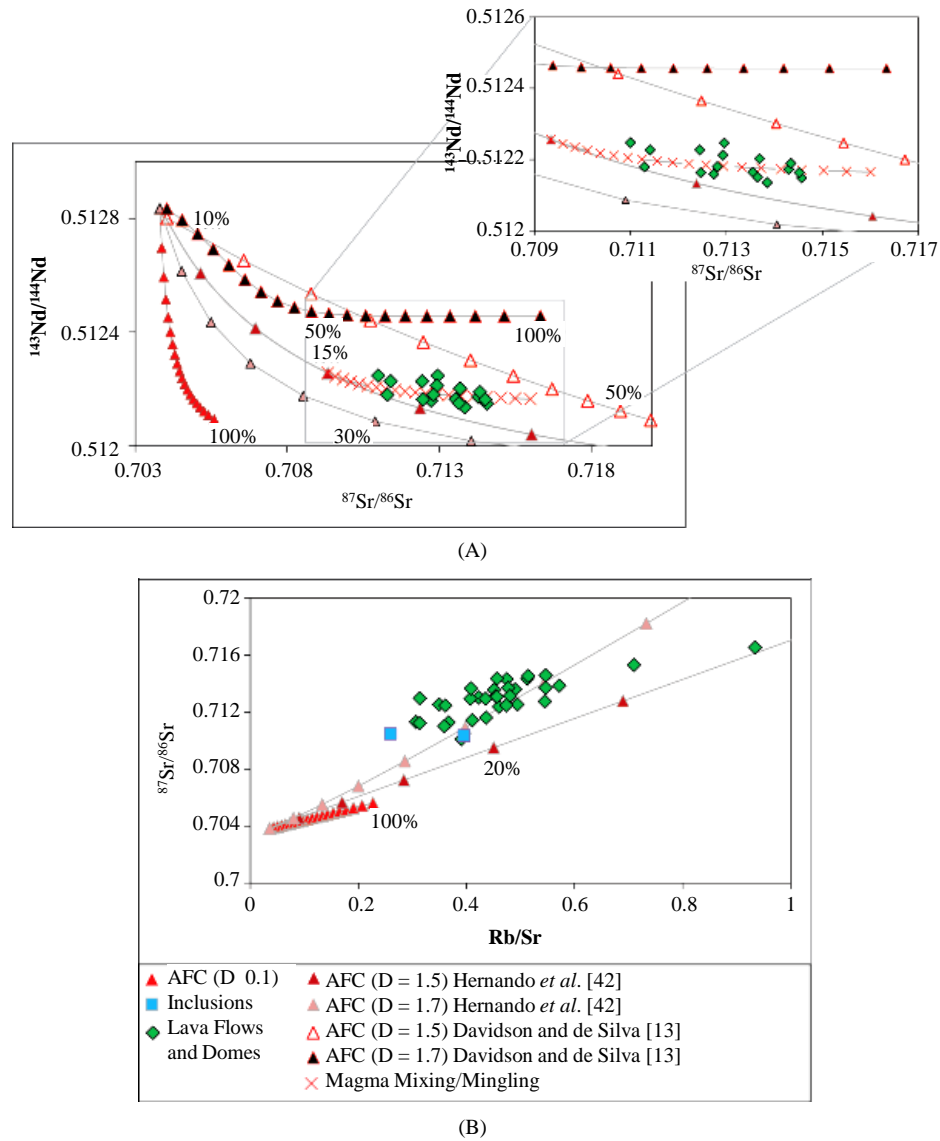 0.5126
0.5124
0.5122
0.512
143Nd/144Nd
0.709
0.711
0.713
0.715
0.717
87Sr/86Sr
143Nd/144Nd
0.5128
0.5124
0.512
10%
50%
15%
100%
50%
100%
30%
0.703
0.708
0.713
0.718
87Sr/86Sr
(A)
0.72
0.716
0.712
0.708
0.704
0.7
87Sr/86Sr
20%
100%
0
0.2
0.4
0.6
0.8
1
Rb/Sr
AFC (D 0.1)
Inclusions
Lava Flows
and Domes
AFC (D = 1.5) Hernando et al. [42]
AFC (D = 1.7) Hernando et al. [42]
AFC (D = 1.5) Davidson and de Silva [13]
AFC (D = 1.7) Davidson and de Silva [13]
Magma Mixing/Mingling
(B)